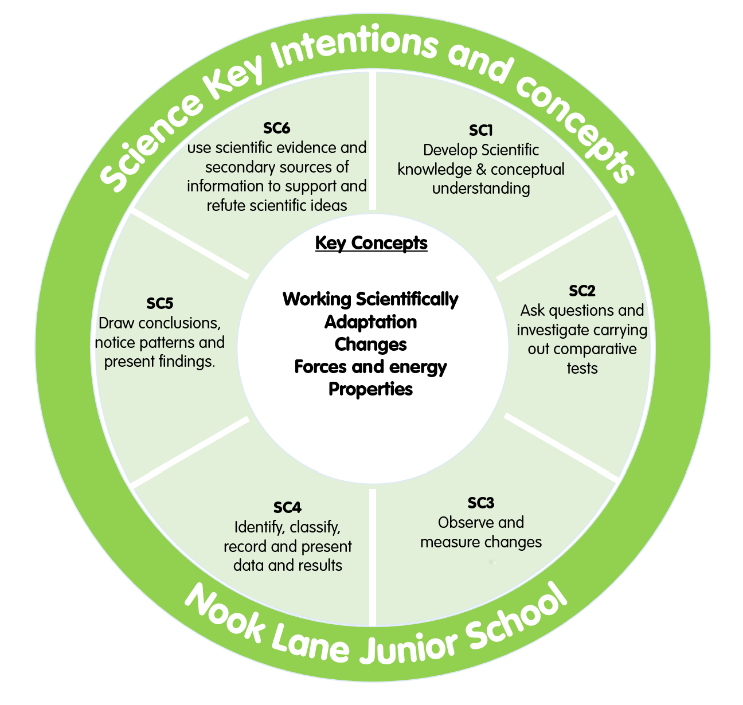 Science Key Intentions and concepts
SC1
Develop Scientific
knowledge & conceptual
understanding
SC2
Ask questions and
investigate carrying
out comparative
tests
SC3
Observe and
measure changes
SC4
Identify, classify,
record and present
data and results
SC5
Draw conclusions,
notice patterns and
present findings.
SC6
use scientific evidence and
secondary sources of
information to support and
refute scientific ideas
Key Concepts
Working Scientifically
Adaptation
Changes
Forces and energy
Properties
Nook Lane Junior School